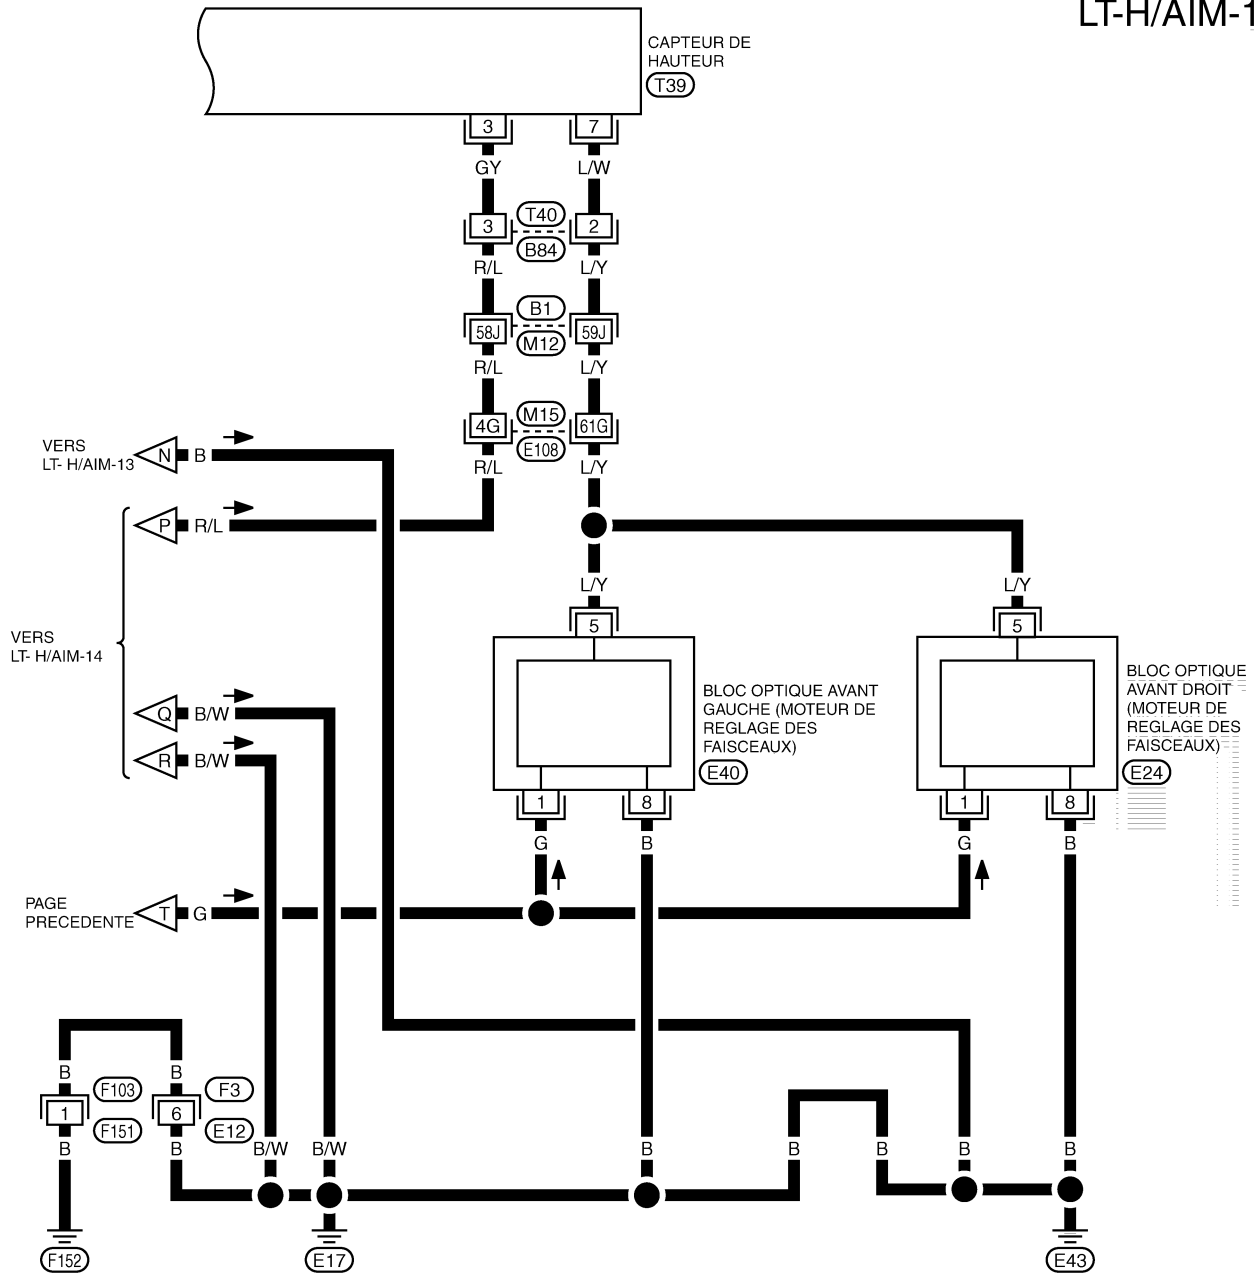 LT-H/AIM-1
CAPTEUR DE
HAUTEUR
T39
3
7
GY
L/W
3
T40
2
B84
R/L
L/Y
B1
58J
59J
M12
R/L
L/Y
M15
4G
61G
E108
R/L
L/Y
VERS
LT- H/AIM-13
N
B
P
R/L
L/Y
L/Y
5
5
VERS
LT- H/AIM-14
Q
B/W
R
B/W
BLOC OPTIQUE AVANT
GAUCHE (MOTEUR DE
REGLAGE DES
FAISCEAUX)
E40
BLOC OPTIQUE
AVANT DROIT
(MOTEUR DE
REGLAGE DES
FAISCEAUX)
E24
1
8
1
8
G
B
G
B
PAGE
PRECEDENTE
T
G
B
B
F103
F3
1
6
F151
E12
B
B
B/W
B/W
B
B
B
B
B
F152
E17
E43